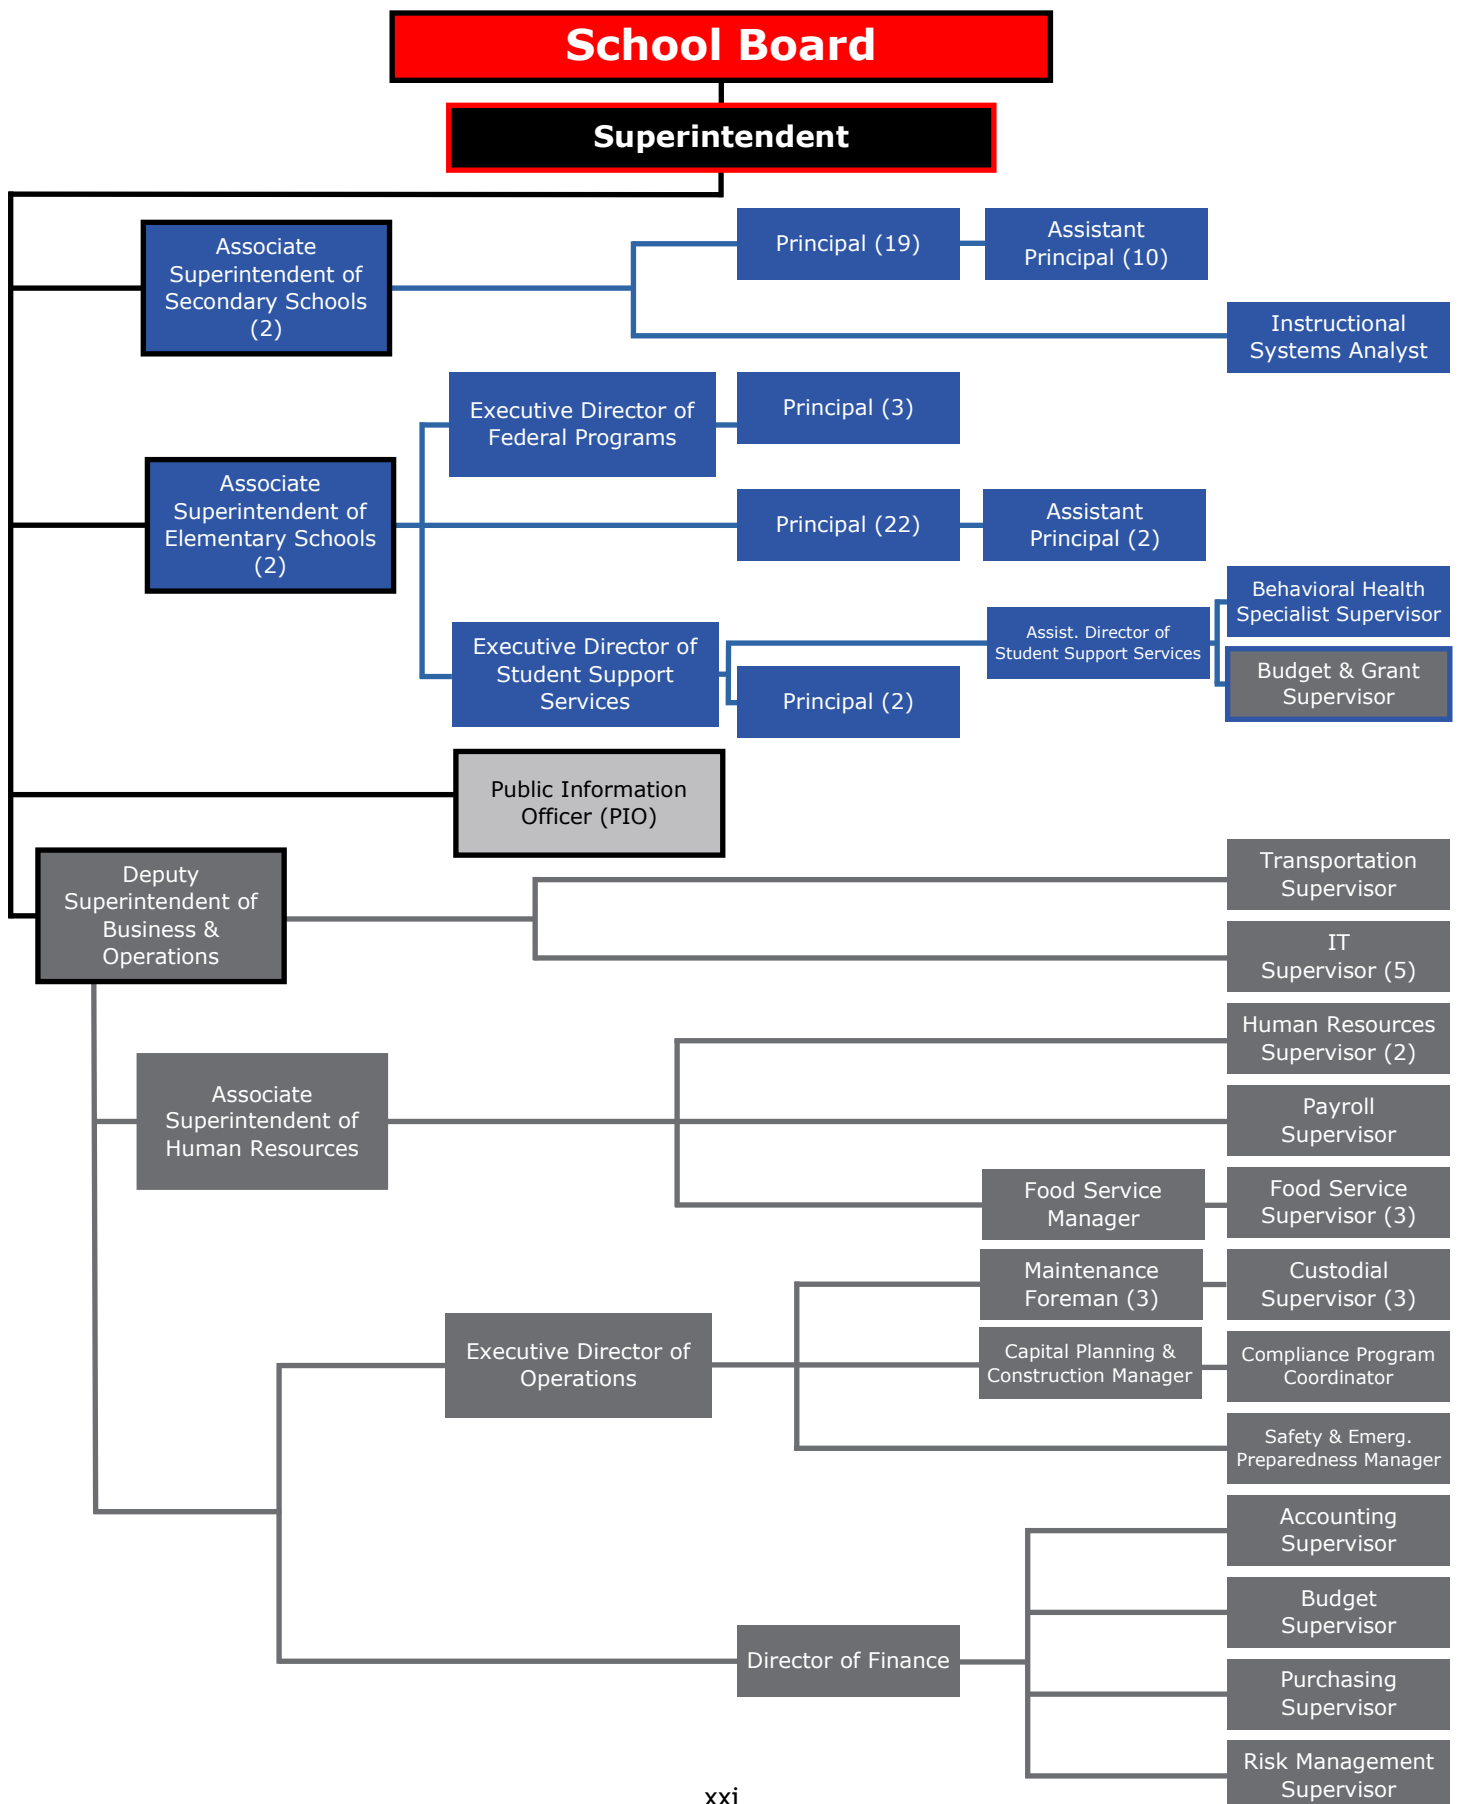 School Board
Superintendent
Associate
Superintendent of
Secondary Schools
(2)
Principal (19)
Assistant
Principal (10)
Instructional
Systems Analyst
Executive Director of
Federal Programs
Principal (3)
Associate
Superintendent of
Elementary Schools
(2)
Principal (22)
Assistant
Principal (2)
Executive Director of
Student Support
Services
Assist. Director of
Student Support Services
Behavioral Health
Specialist Supervisor
Budget & Grant
Supervisor
Principal (2)
Public Information
Officer (PIO)
Deputy
Superintendent of
Business &
Operations
Transportation
Supervisor
IT
Supervisor (5)
Associate
Superintendent of
Human Resources
Human Resources
Supervisor (2)
Payroll
Supervisor
Food Service
Manager
Food Service
Supervisor (3)
Executive Director of
Operations
Maintenance
Foreman (3)
Custodial
Supervisor (3)
Capital Planning &
Construction Manager
Compliance Program
Coordinator
Safety & Emerg.
Preparedness Manager
Director of Finance
Accounting
Supervisor
Budget
Supervisor
Purchasing
Supervisor
Risk Management
Supervisor
xxi